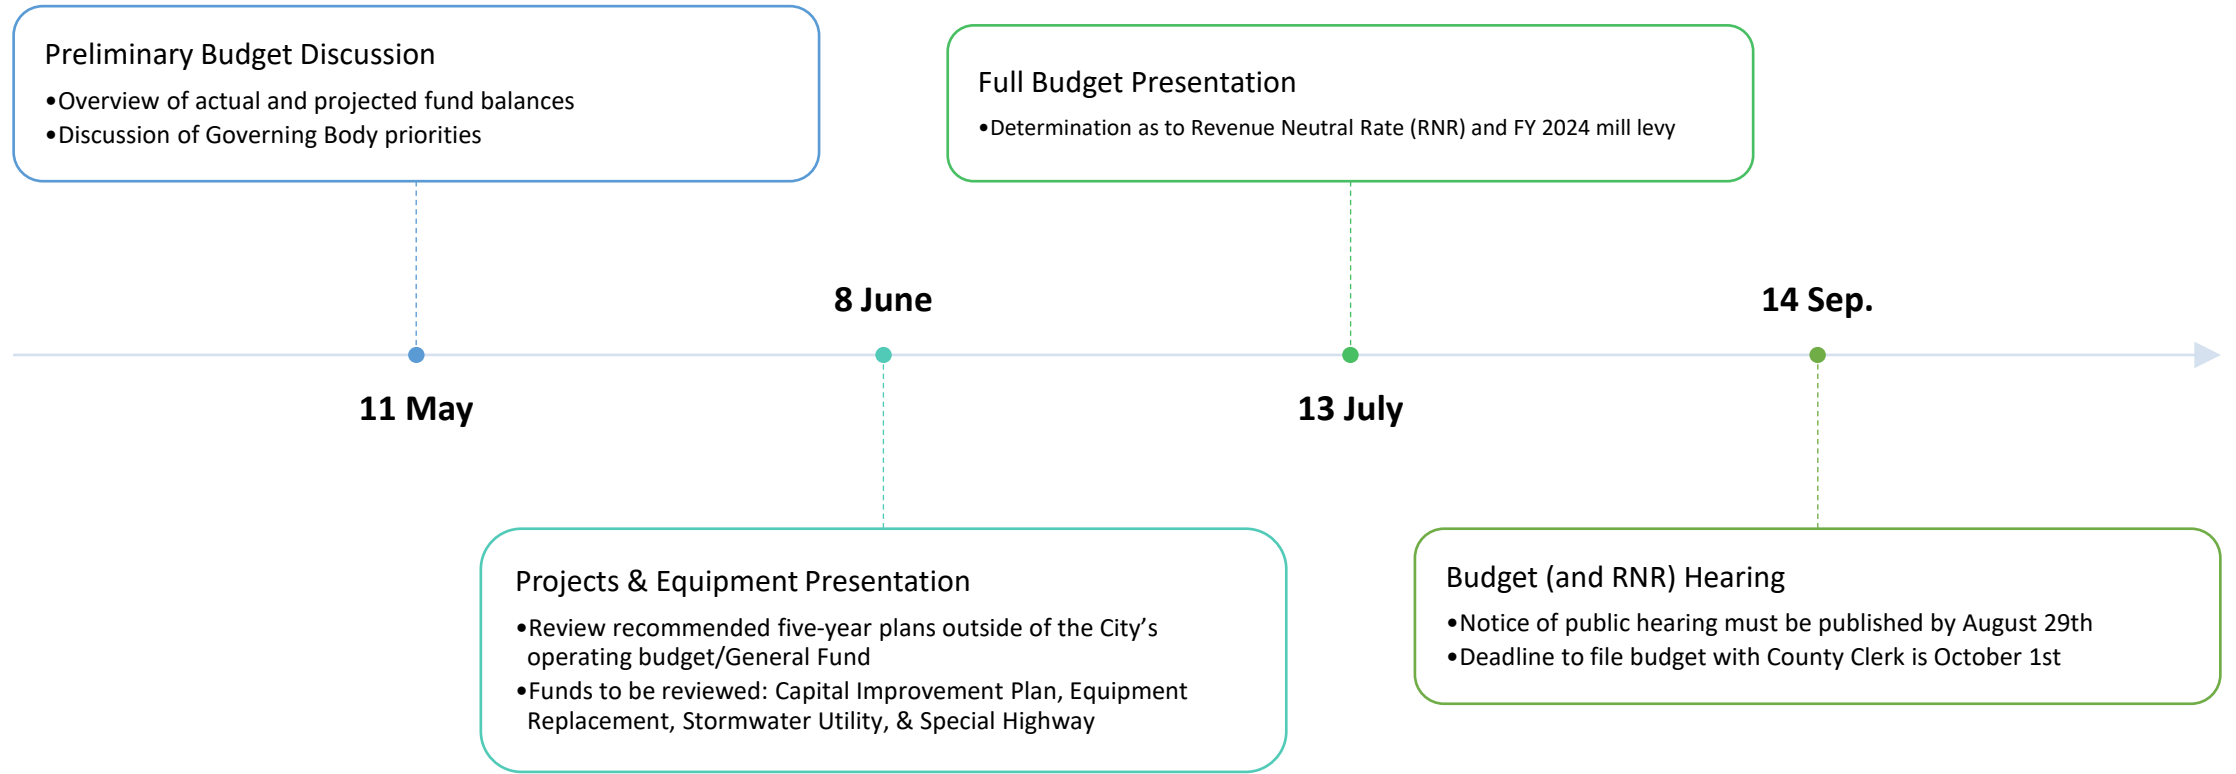 Preliminary Budget Discussion
•Overview of actual and projected fund balances
•Discussion of Governing Body priorities
11 May
8 June
Projects & Equipment Presentation
•Review recommended five-year plans outside of the City’s
operating budget/General Fund
•Funds to be reviewed: Capital Improvement Plan, Equipment
Replacement, Stormwater Utility, & Special Highway
Full Budget Presentation
•Determination as to Revenue Neutral Rate (RNR) and FY 2024 mill levy
13 July
14 Sep.
Budget (and RNR) Hearing
•Notice of public hearing must be published by August 29th
•Deadline to file budget with County Clerk is October 1st